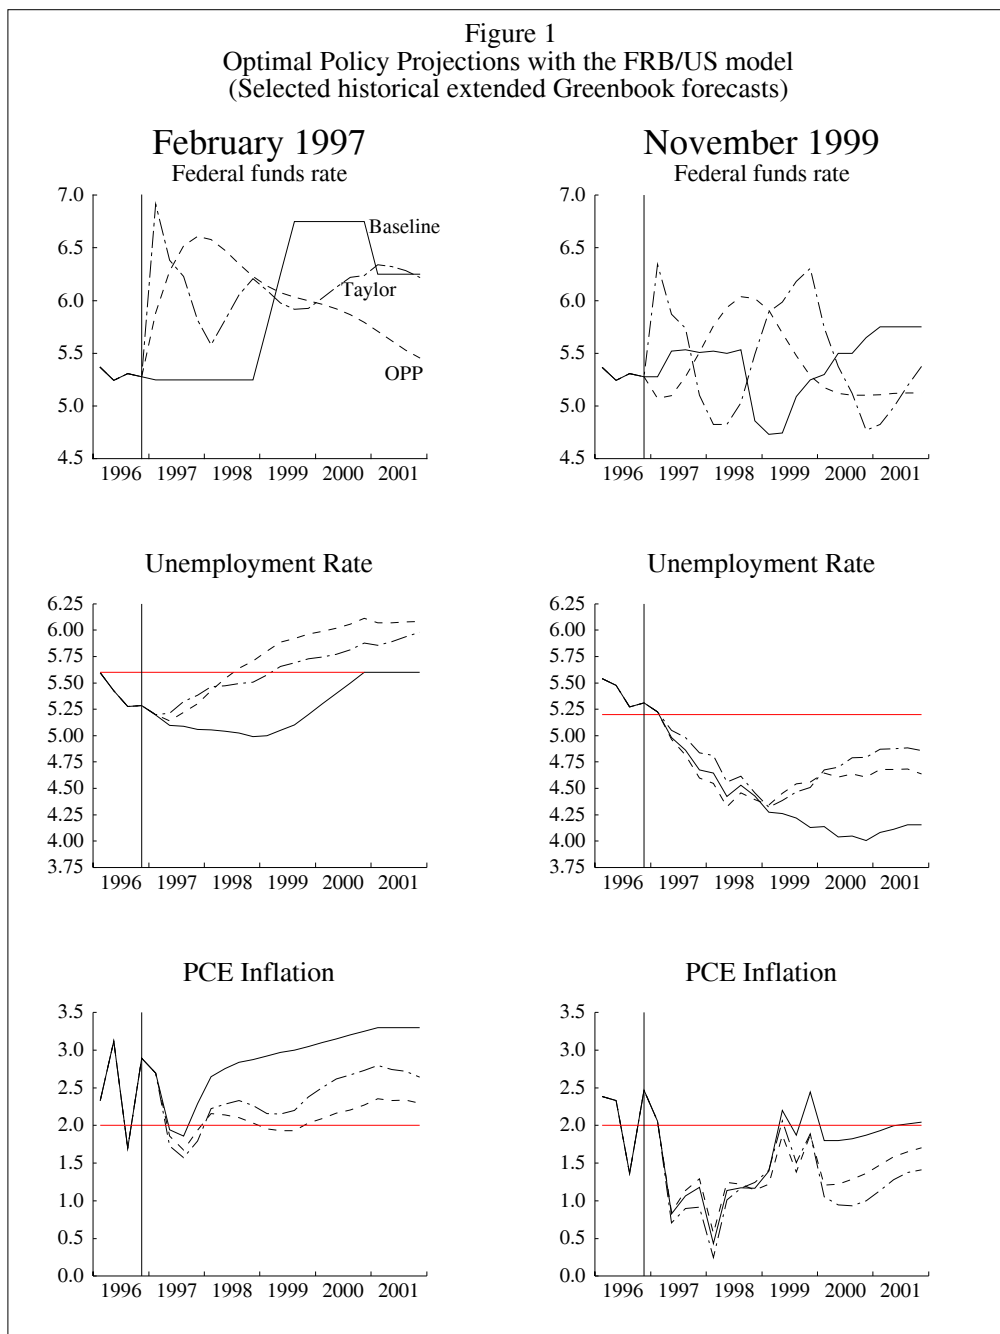 Figure 1
Optimal Policy Projections with the FRB/US model
(Selected historical extended Greenbook forecasts)
February 1997
Federal funds rate
7.0
6.5
6.0
5.5
5.0
4.5
1996 1997 1998 1999 2000 2001
Baseline
Taylor
OPP
November 1999
Federal funds rate
7.0
6.5
6.0
5.5
5.0
4.5
1996 1997 1998 1999 2000 2001
Unemployment Rate
6.25
6.00
5.75
5.50
5.25
5.00
4.75
4.50
4.25
4.00
3.75
1996 1997 1998 1999 2000 2001
Unemployment Rate
6.25
6.00
5.75
5.50
5.25
5.00
4.75
4.50
4.25
4.00
3.75
1996 1997 1998 1999 2000 2001
PCE Inflation
3.5
3.0
2.5
2.0
1.5
1.0
0.5
0.0
1996 1997 1998 1999 2000 2001
PCE Inflation
3.5
3.0
2.5
2.0
1.5
1.0
0.5
0.0
1996 1997 1998 1999 2000 2001